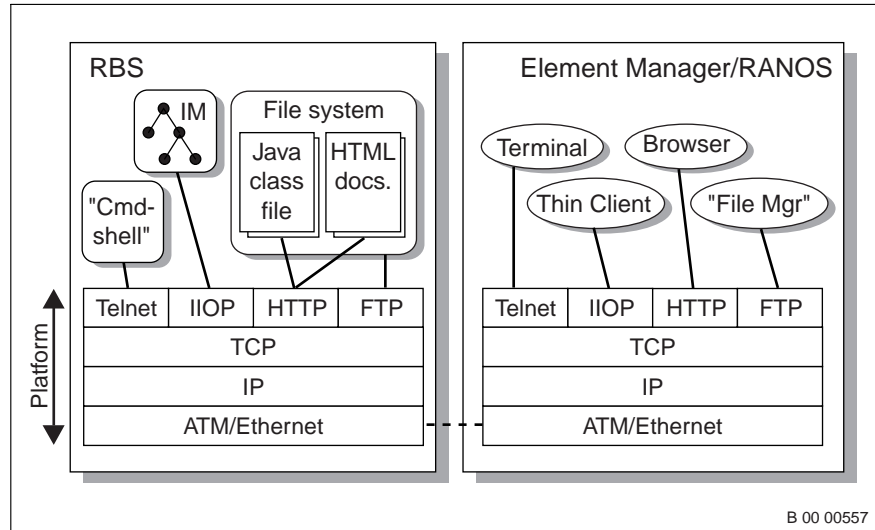 RBS
IM
File system
Java
class
file
HTML
docs.
"Cmd-
shell"
Telnet
IIOP
HTTP
FTP
TCP
IP
ATM/Ethernet
Platform
Element Manager/RANOS
Terminal
Browser
Thin Client
"File Mgr"
Telnet
IIOP
HTTP
FTP
TCP
IP
ATM/Ethernet
B 00 00557